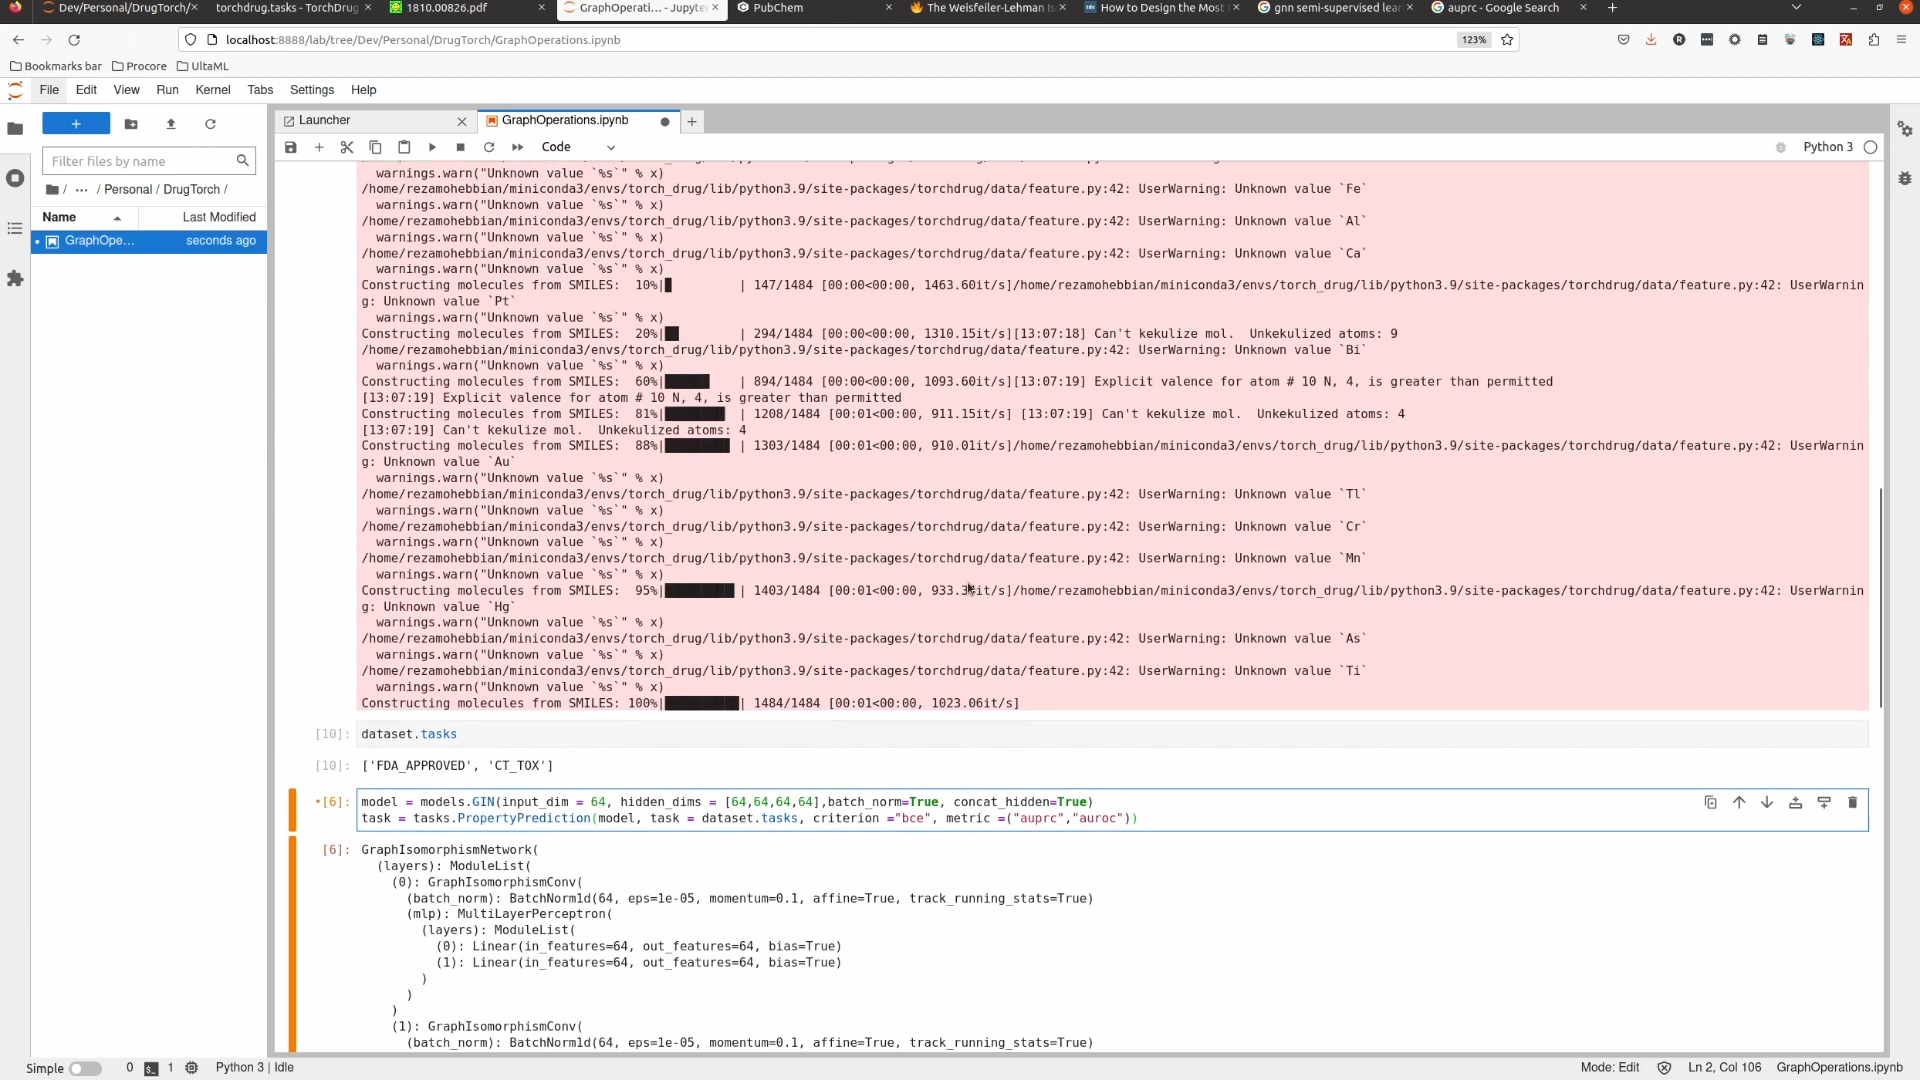 Dev/Personal/DrugTorch/
torchdrug.tasks - TorchDrug
1810.00826.pdf
GraphOperati… - Jupyter
PubChem
The Weisfeiler-Lehman Is
How to Design the Most
gnn semi-supervised lear
auprc - Google Search
localhost:8888/lab/tree/Dev/Personal/DrugTorch/GraphOperations.ipynb
123%
Bookmarks bar
Procore
UltaML
File Edit View Run Kernel Tabs Settings Help
Launcher
GraphOperations.ipynb
Filter files by name
Code
Python 3
/ … / Personal / DrugTorch /
Name
Last Modified
GraphOpe…
seconds ago
warnings.warn("Unknown value `%s`" % x)
/home/rezamohebbian/miniconda3/envs/torch_drug/lib/python3.9/site-packages/torchdrug/data/feature.py:42: UserWarning: Unknown value `Fe`
warnings.warn("Unknown value `%s`" % x)
/home/rezamohebbian/miniconda3/envs/torch_drug/lib/python3.9/site-packages/torchdrug/data/feature.py:42: UserWarning: Unknown value `Al`
warnings.warn("Unknown value `%s`" % x)
/home/rezamohebbian/miniconda3/envs/torch_drug/lib/python3.9/site-packages/torchdrug/data/feature.py:42: UserWarning: Unknown value `Ca`
warnings.warn("Unknown value `%s`" % x)
Constructing molecules from SMILES: 10%| | 147/1484 [00:00<00:00, 1463.60it/s]/home/rezamohebbian/miniconda3/envs/torch_drug/lib/python3.9/site-packages/torchdrug/data/feature.py:42: UserWarnin
g: Unknown value `Pt`
warnings.warn("Unknown value `%s`" % x)
Constructing molecules from SMILES: 20%| | 294/1484 [00:00<00:00, 1310.15it/s][13:07:18] Can't kekulize mol. Unkekulized atoms: 9
/home/rezamohebbian/miniconda3/envs/torch_drug/lib/python3.9/site-packages/torchdrug/data/feature.py:42: UserWarning: Unknown value `Bi`
warnings.warn("Unknown value `%s`" % x)
Constructing molecules from SMILES: 60%| | 894/1484 [00:00<00:00, 1093.60it/s][13:07:19] Explicit valence for atom # 10 N, 4, is greater than permitted
[13:07:19] Explicit valence for atom # 10 N, 4, is greater than permitted
Constructing molecules from SMILES: 81%| | 1208/1484 [00:01<00:00, 911.15it/s] [13:07:19] Can't kekulize mol. Unkekulized atoms: 4
[13:07:19] Can't kekulize mol. Unkekulized atoms: 4
Constructing molecules from SMILES: 88%| | 1303/1484 [00:01<00:00, 910.01it/s]/home/rezamohebbian/miniconda3/envs/torch_drug/lib/python3.9/site-packages/torchdrug/data/feature.py:42: UserWarnin
g: Unknown value `Au`
warnings.warn("Unknown value `%s`" % x)
/home/rezamohebbian/miniconda3/envs/torch_drug/lib/python3.9/site-packages/torchdrug/data/feature.py:42: UserWarning: Unknown value `Tl`
warnings.warn("Unknown value `%s`" % x)
/home/rezamohebbian/miniconda3/envs/torch_drug/lib/python3.9/site-packages/torchdrug/data/feature.py:42: UserWarning: Unknown value `Cr`
warnings.warn("Unknown value `%s`" % x)
/home/rezamohebbian/miniconda3/envs/torch_drug/lib/python3.9/site-packages/torchdrug/data/feature.py:42: UserWarning: Unknown value `Mn`
warnings.warn("Unknown value `%s`" % x)
Constructing molecules from SMILES: 95%| | 1403/1484 [00:01<00:00, /home/rezamohebbian/miniconda3/envs/torch_drug/lib/python3.9/site-packages/torchdrug/data/feature.py:42: UserWarnin
g: Unknown value `Hg`
warnings.warn("Unknown value `%s`" % x)
/home/rezamohebbian/miniconda3/envs/torch_drug/lib/python3.9/site-packages/torchdrug/data/feature.py:42: UserWarning: Unknown value `As`
warnings.warn("Unknown value `%s`" % x)
/home/rezamohebbian/miniconda3/envs/torch_drug/lib/python3.9/site-packages/torchdrug/data/feature.py:42: UserWarning: Unknown value `Ti`
warnings.warn("Unknown value `%s`" % x)
Constructing molecules from SMILES: 100%| | 1484/1484 [00:01<00:00, 1023.06it/s]
[10]: dataset.tasks
[10]: ['FDA_APPROVED', 'CT_TOX']
•[6]: model = models.GIN(input_dim = 64, hidden_dims = [64,64,64,64],batch_norm=True, concat_hidden=True)
task = tasks.PropertyPrediction(model, task = dataset.tasks, criterion ="bce", metric =("auprc","auroc"))
[6]: GraphIsomorphismNetwork(
(layers): ModuleList(
(0): GraphIsomorphismConv(
(batch_norm): BatchNorm1d(64, eps=1e-05, momentum=0.1, affine=True, track_running_stats=True)
(mlp): MultiLayerPerceptron(
(layers): ModuleList(
(0): Linear(in_features=64, out_features=64, bias=True)
(1): Linear(in_features=64, out_features=64, bias=True)
)
)
)
(1): GraphIsomorphismConv(
(batch_norm): BatchNorm1d(64, eps=1e-05, momentum=0.1, affine=True, track_running_stats=True)
Simple 0 1 Python 3 | Idle
Mode: Edit Ln 2, Col 106 GraphOperations.ipynb